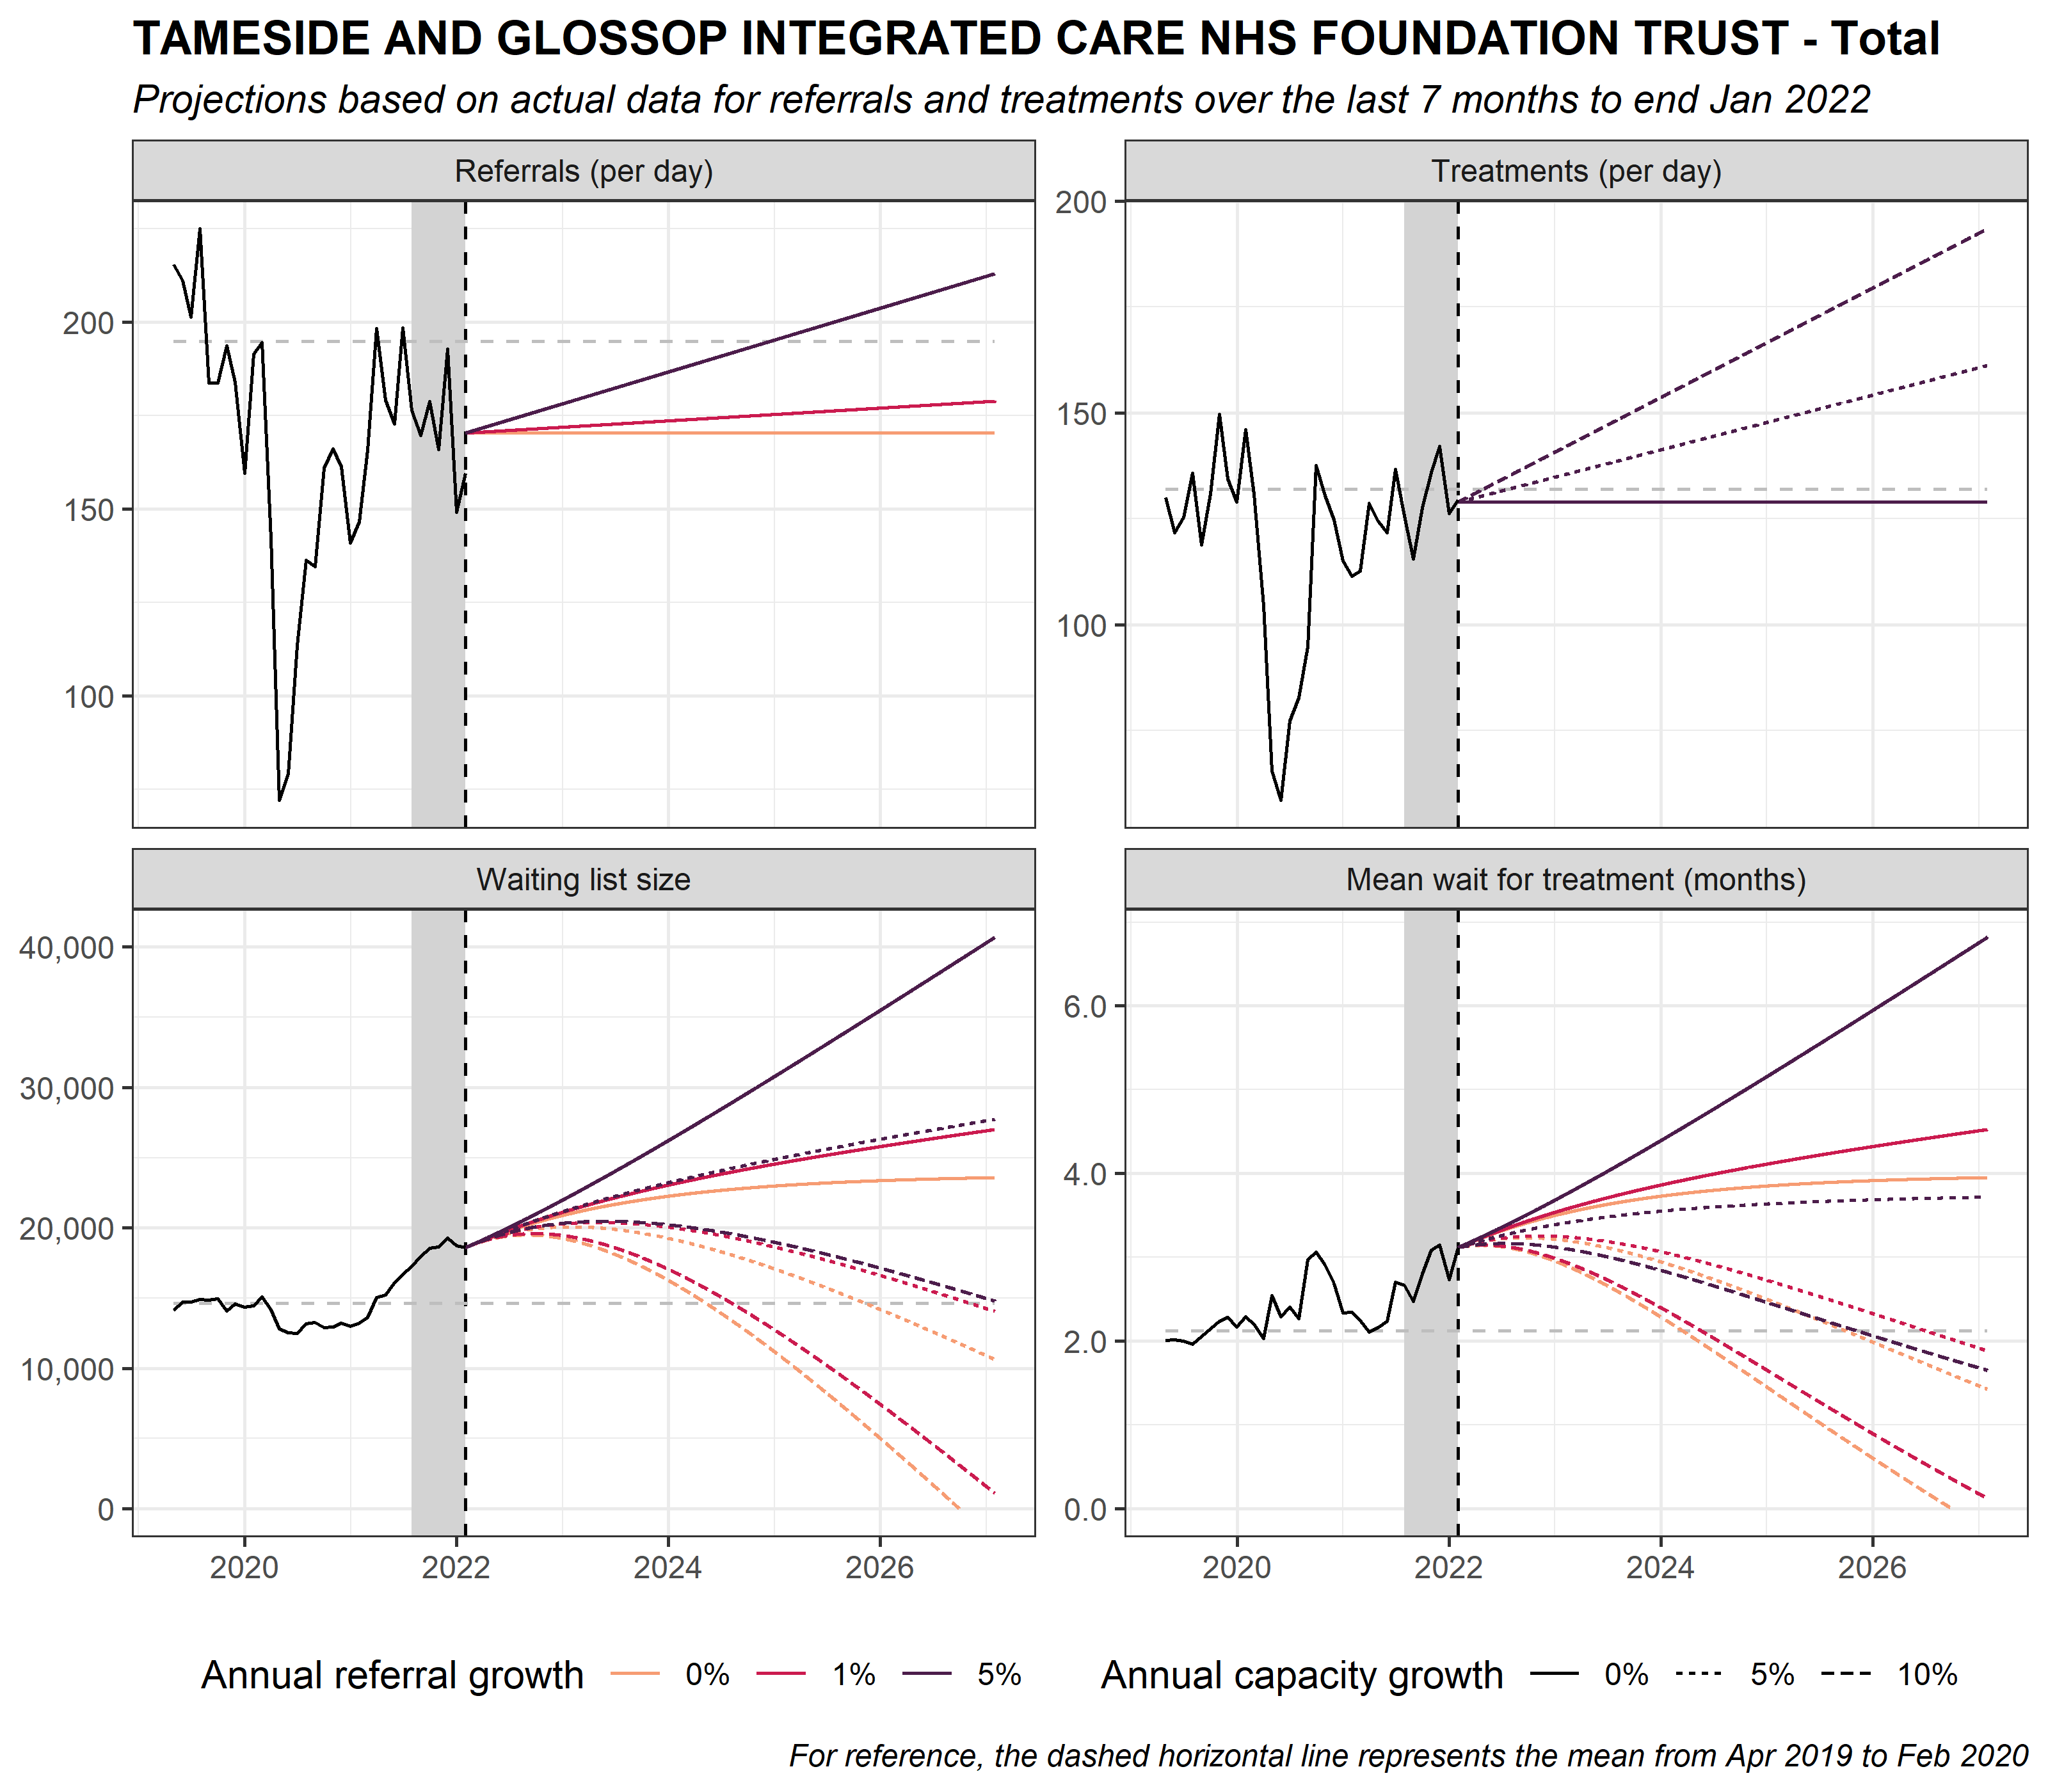 TAMESIDE AND GLOSSOP INTEGRATED CARE NHS FOUNDATION TRUST - Total
Projections based on actual data for referrals and treatments over the last 7 months to end Jan 2022
Referrals (per day)
200
150
100
Treatments (per day)
200
150
100
Waiting list size
40,000
30,000
20,000
10,000
0
2020 2022 2024 2026
Mean wait for treatment (months)
6.0
4.0
2.0
0.0
2020 2022 2024 2026
Annual referral growth 0% 1% 5%
Annual capacity growth 0% 5% 10%
For reference, the dashed horizontal line represents the mean from Apr 2019 to Feb 2020